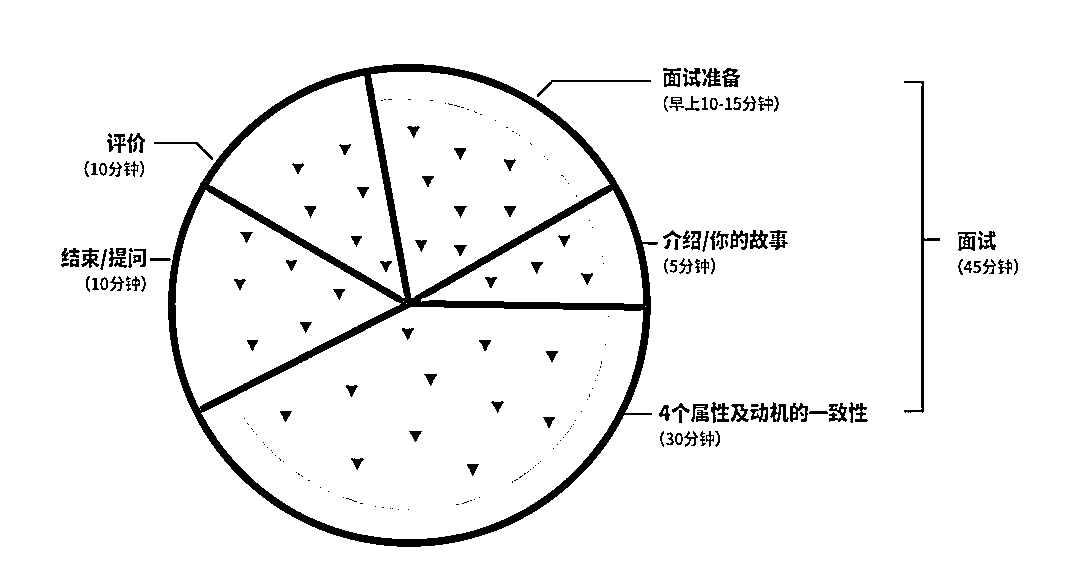 面试准备
（早上10-15分钟）
评价
（10分钟）
介绍/你的故事
（5分钟）
面试
（45分钟）
结束/提问
（10分钟）
4个属性及动机的一致性
（30分钟）